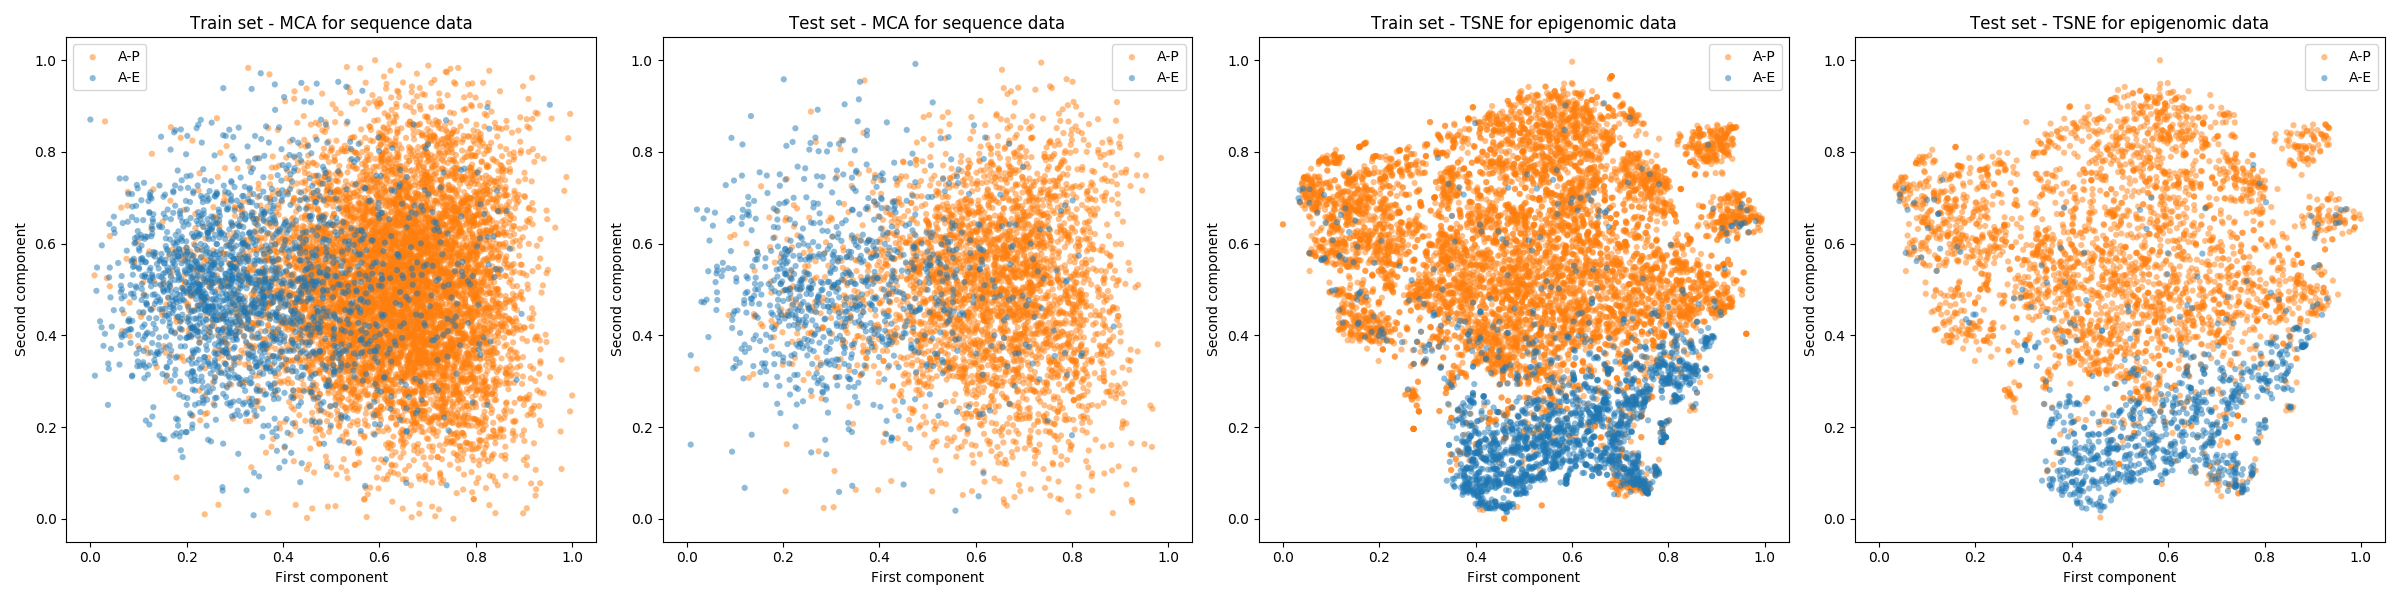 Train set - MCA for sequence data
A-P
A-E
1.0
0.8
0.6
0.4
0.2
0.0
Second component
0.0 0.2 0.4 0.6 0.8 1.0
First component
Test set - MCA for sequence data
A-P
A-E
1.0
0.8
0.6
0.4
0.2
0.0
Second component
0.0 0.2 0.4 0.6 0.8 1.0
First component
Train set - TSNE for epigenomic data
A-P
A-E
1.0
0.8
0.6
0.4
0.2
0.0
Second component
0.0 0.2 0.4 0.6 0.8 1.0
First component
Test set - TSNE for epigenomic data
A-P
A-E
1.0
0.8
0.6
0.4
0.2
0.0
Second component
0.0 0.2 0.4 0.6 0.8 1.0
First component